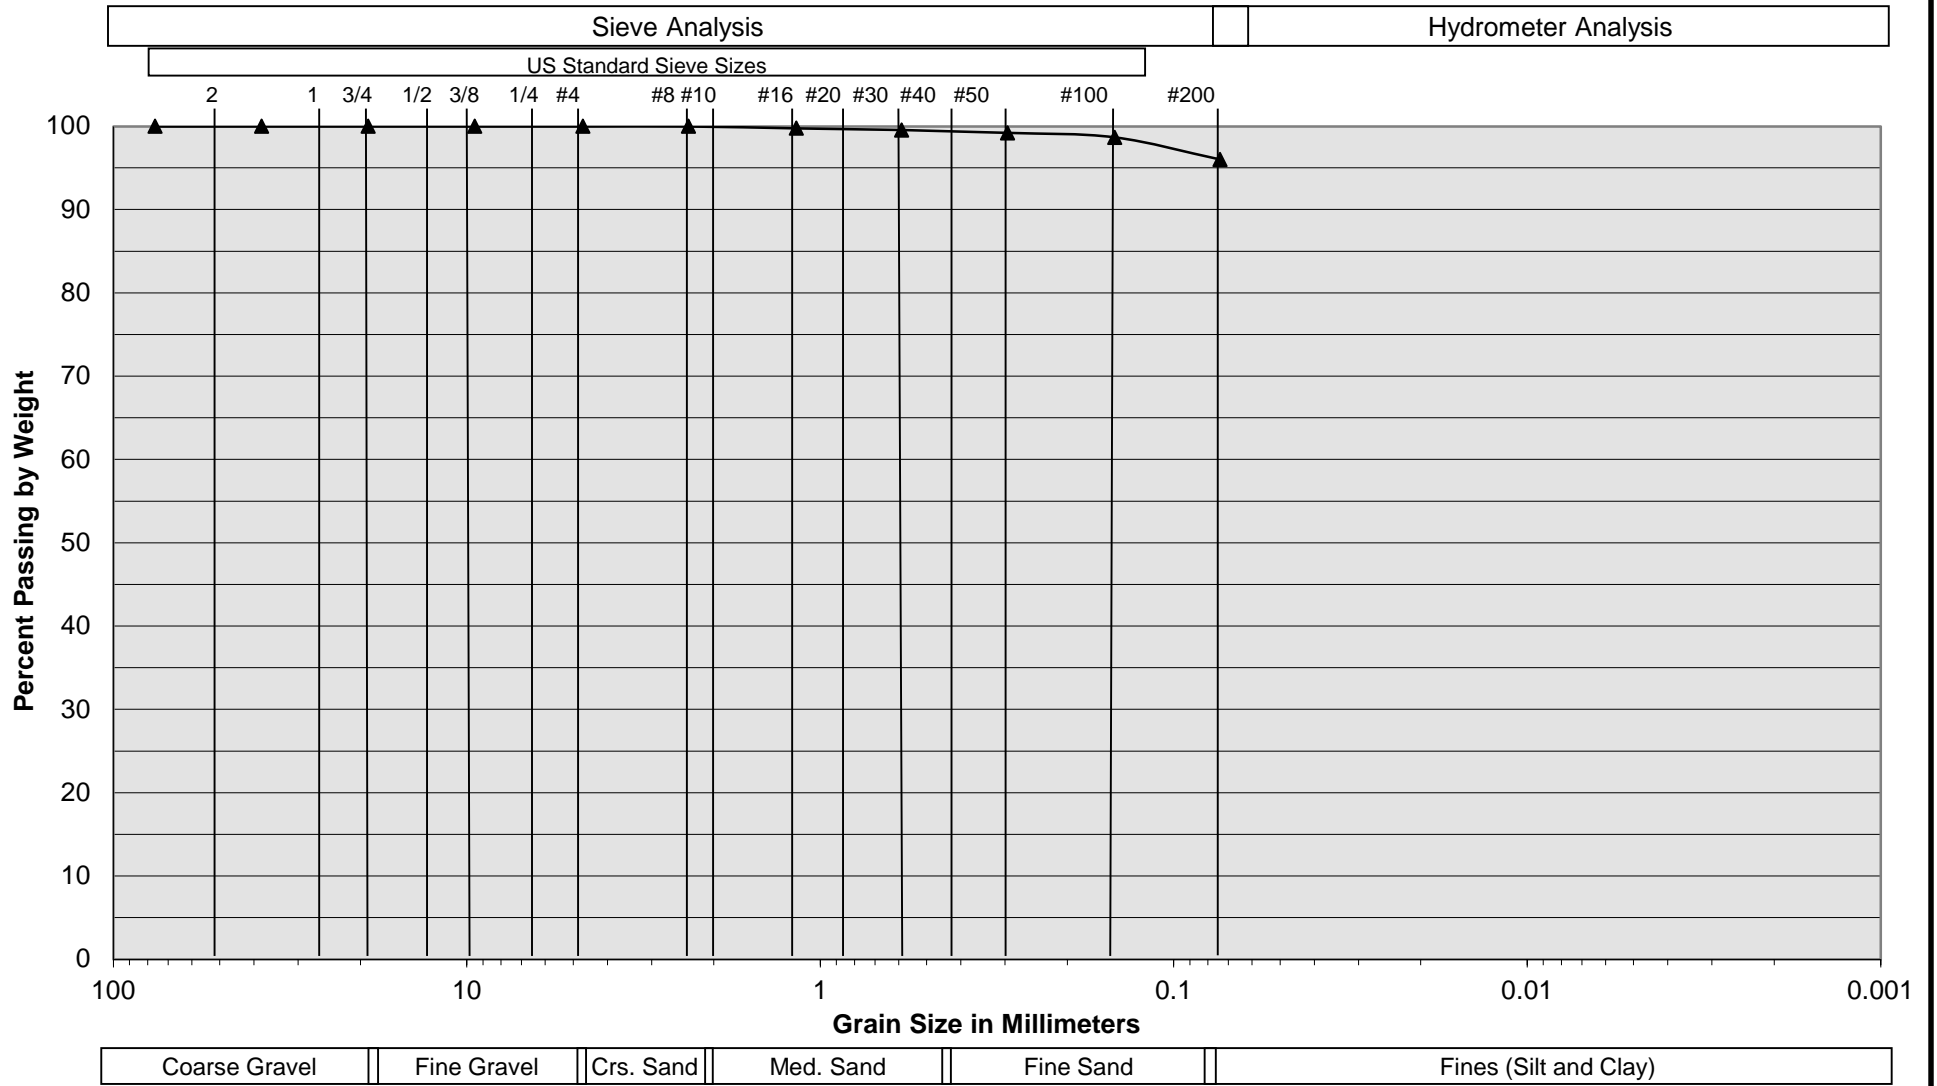 Sieve Analysis Hydrometer Analysis
US Standard Sieve Sizes
2 1 3/4 1/2 3/8 1/4 #4 #8 #10 #16 #20 #30 #40 #50 #100 #200
100
90
80
70
60
50
40
30
20
10
0
Percent Passing by Weight
100 10 1 0.1 0.01 0.001
Grain Size in Millimeters
Coarse Gravel Fine Gravel Crs. Sand Med. Sand Fine Sand Fines (Silt and Clay)